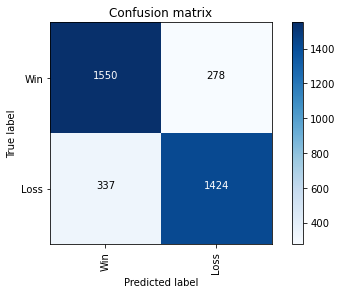 Confusion matrix
Win
1550
278
Loss
337
1424
True label
Win
Loss
Predicted label
1400
1200
1000
800
600
400